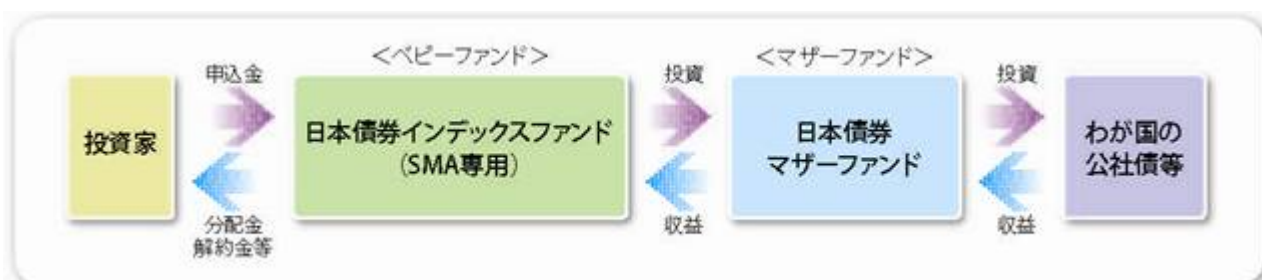 <ベビーファンド>
<マザーファンド>
申込金
投資
投資
投資家
日本債券インデックスファンド
(SMA専用)
日本債券
マザーファンド
わが国の
公社債等
分配金
解約金等
収益
収益